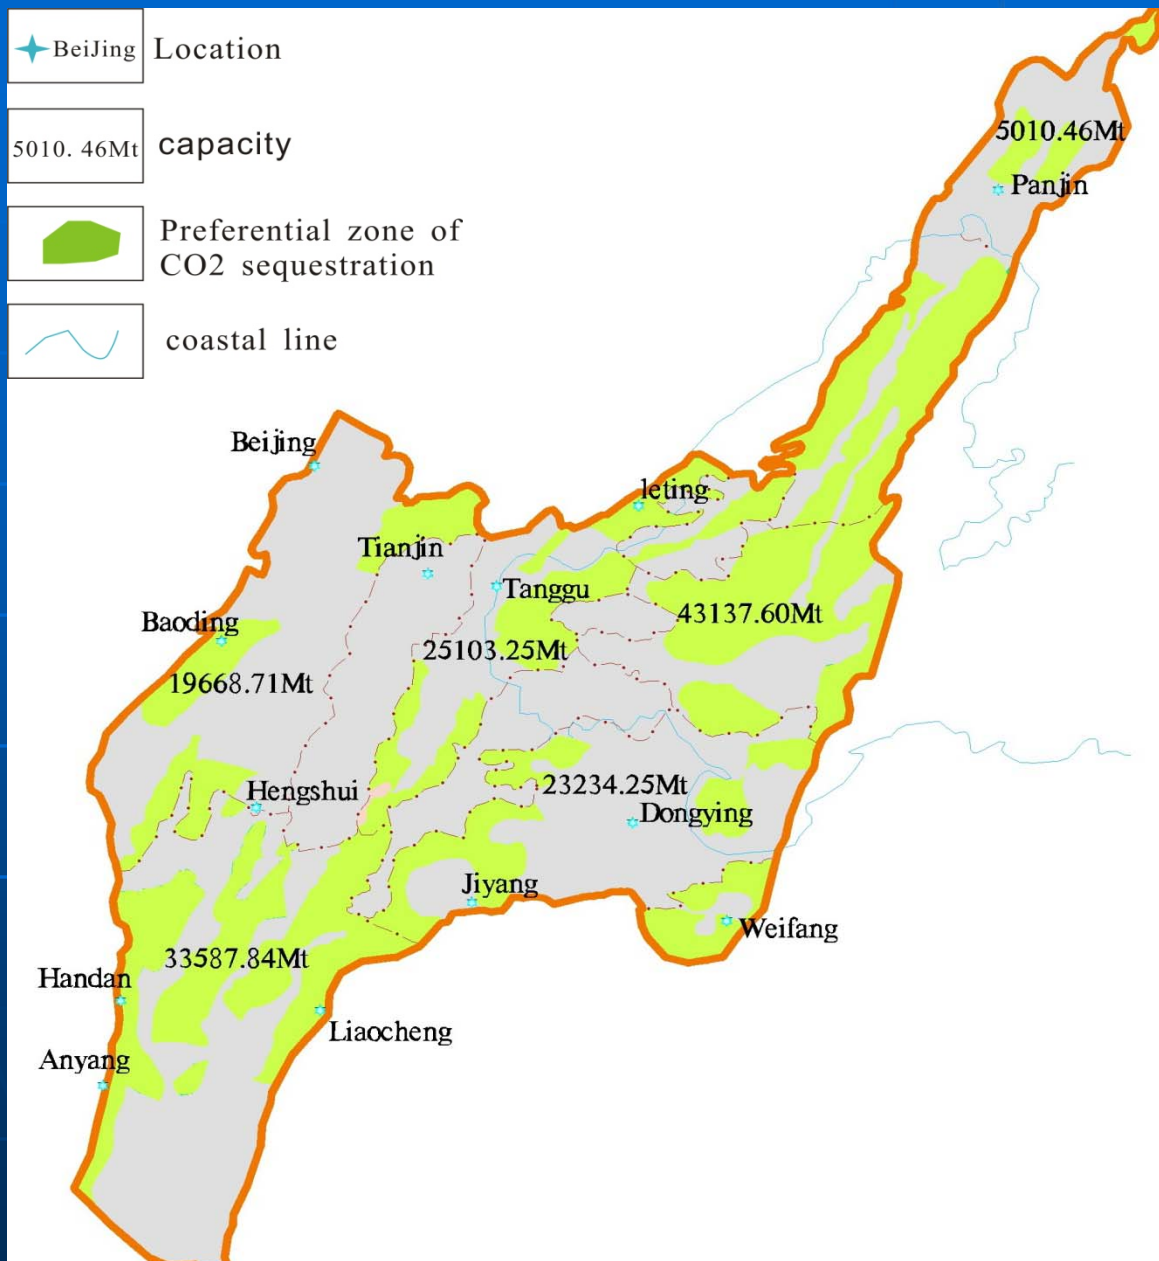 BeiJing
Location
5010. 46Mt
capacity
Preferential zone of
CO2 sequestration
coastal line
5010.46Mt
Panjin
Beijing
leting
Tianjin
Tanggu
43137.60Mt
Baoding
25103.25Mt
19668.71Mt
Hengshui
23234.25Mt
Dongying
Jiyang
Weifang
33587.84Mt
Handan
Liaocheng
Anyang